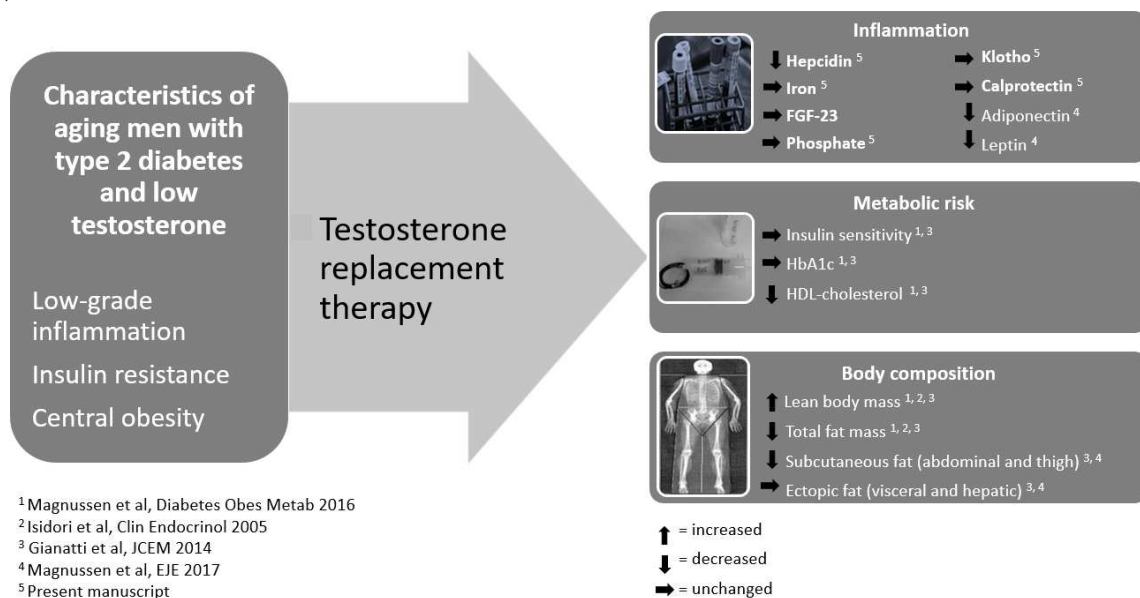 Characteristics of
aging men with
type 2 diabetes
and low
testosterone
Low-grade
inflammation
Insulin resistance
Central obesity
Testosterone
replacement
therapy
Inflammation
Hepcidin 5
Iron 5
FGF-23
Phosphate 5
Klotho 5
Calprotectin 5
Adiponectin 4
Leptin 4
Metabolic risk
Insulin sensitivity 1, 3
HbA1c 1, 3
HDL-cholesterol 1, 3
Body composition
Lean body mass 1, 2, 3
Total fat mass 1, 2, 3
Subcutaneous fat (abdominal and thigh) 3, 4
Ectopic fat (visceral and hepatic) 3, 4
1 Magnussen et al, Diabetes Obes Metab 2016
2 Isidori et al, Clin Endocrinol 2005
3 Gianatti et al, JCEM 2014
4 Magnussen et al, EJE 2017
5 Present manuscript
= increased
= decreased
= unchanged